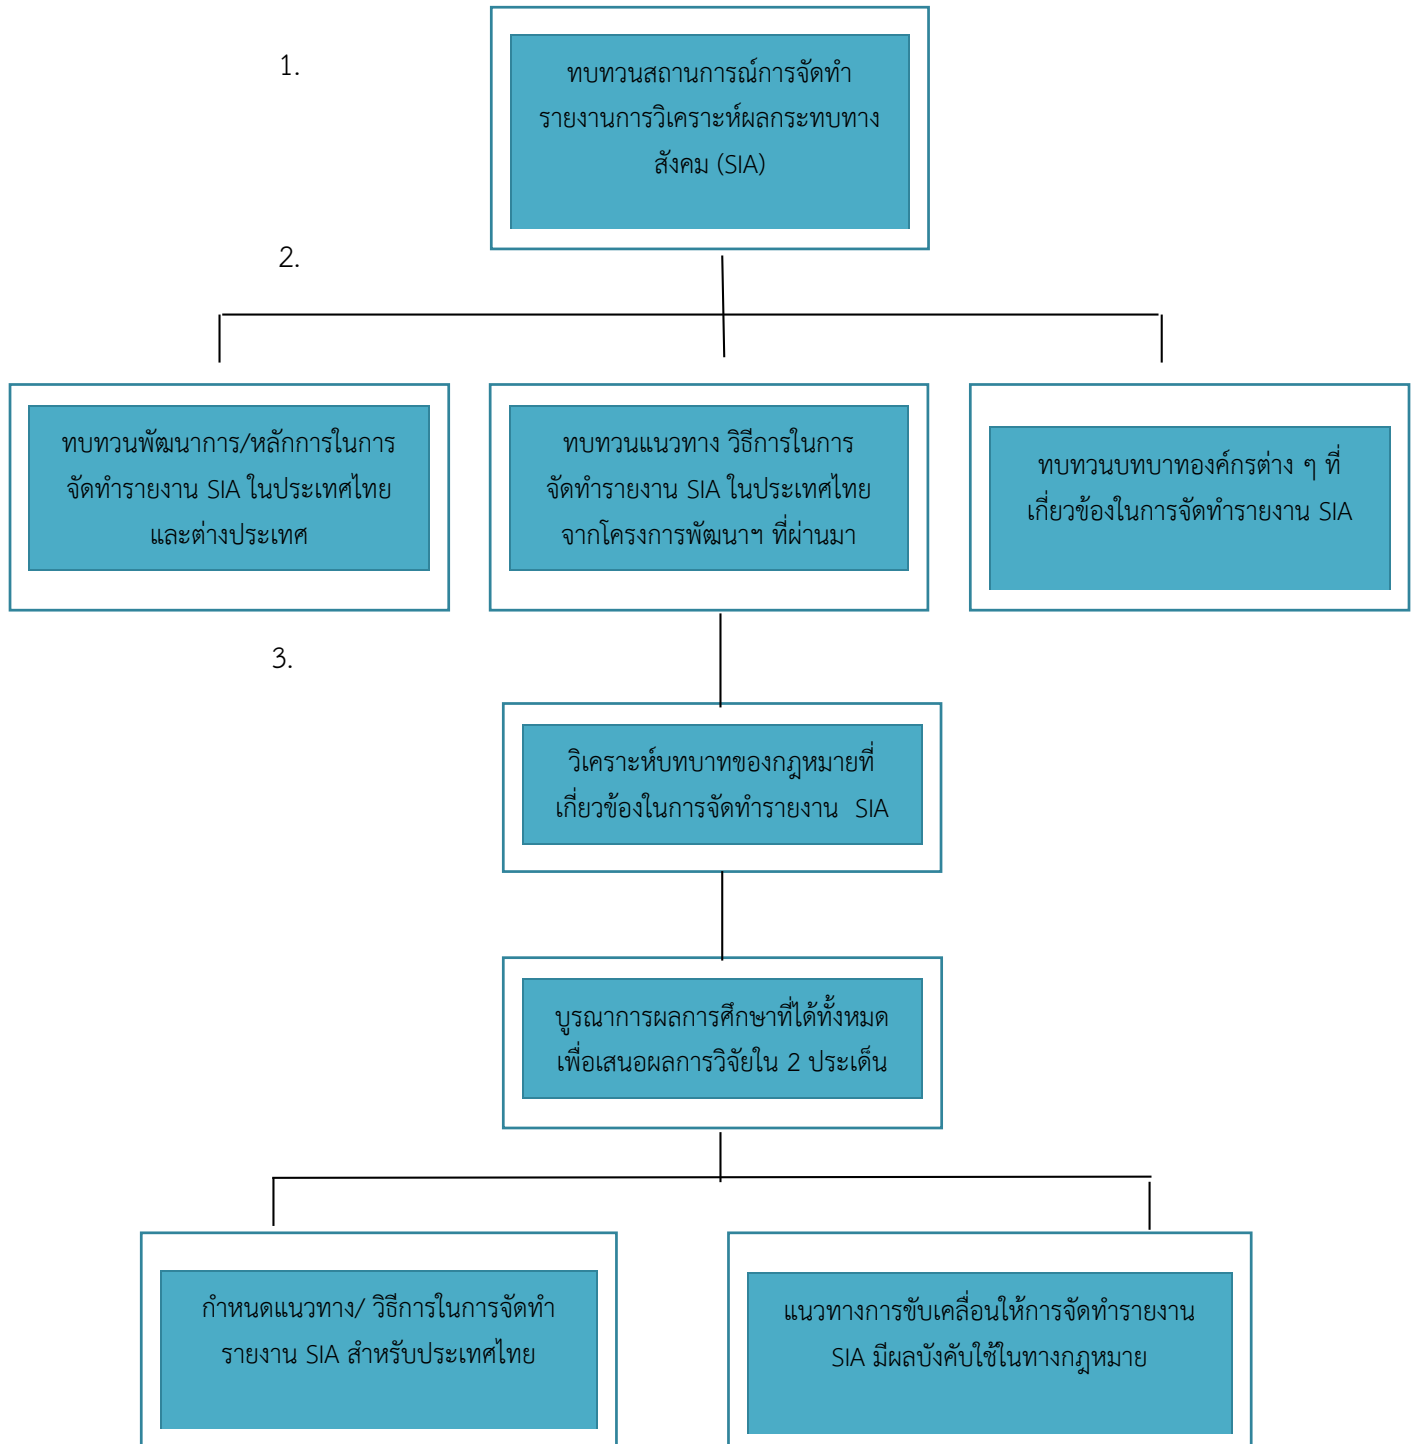 1.
ทบทวนสถานการณ์การจัดทำ
รายงานการวิเคราะห์ผลกระทบทาง
สังคม (SIA)
2.
ทบทวนพัฒนาการ/หลักการในการ
จัดทำรายงาน SIA ในประเทศไทย
และต่างประเทศ
ทบทวนแนวทาง วิธีการในการ
จัดทำรายงาน SIA ในประเทศไทย
จากโครงการพัฒนาฯ ที่ผ่านมา
ทบทวนบทบาทองค์กรต่าง ๆ ที่
เกี่ยวข้องในการจัดทำรายงาน SIA
3.
วิเคราะห์บทบาทของกฎหมายที่
เกี่ยวข้องในการจัดทำรายงาน  SIA
บูรณาการผลการศึกษาที่ได้ทั้งหมด
เพื่อเสนอผลการวิจัยใน 2 ประเด็น
กำหนดแนวทาง/ วิธีการในการจัดทำ
รายงาน SIA สำหรับประเทศไทย
แนวทางการขับเคลื่อนให้การจัดทำรายงาน
SIA มีผลบังคับใช้ในทางกฎหมาย